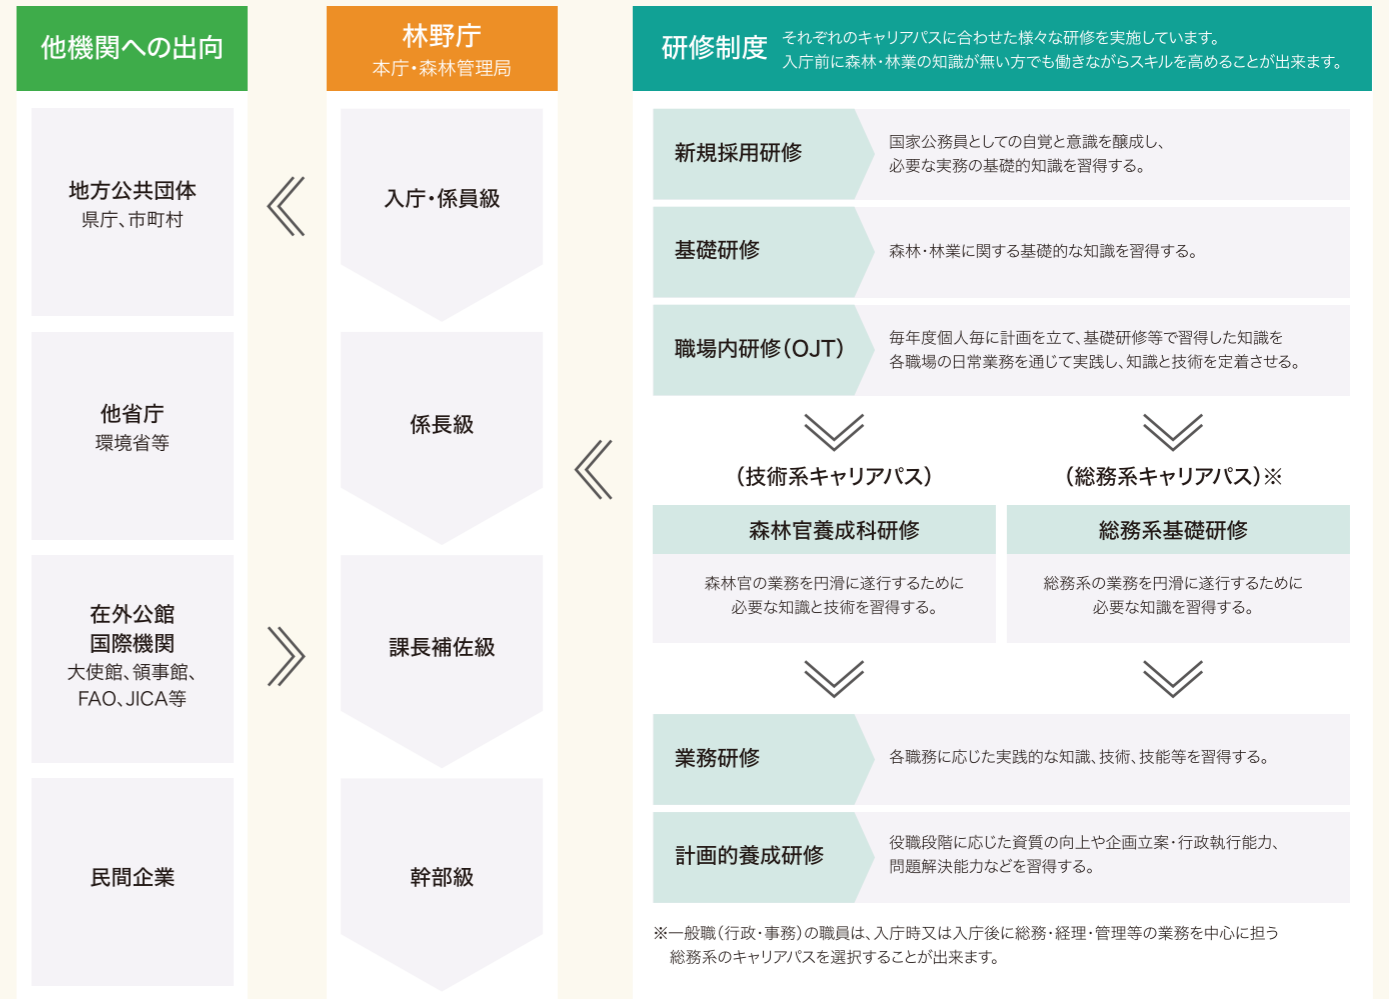 他機関への出向
地方公共団体
県庁、市町村
他省庁
環境省等
在外公館
国際機関
大使館、領事館、
FAO、JICA等
民間企業
林野庁
本庁・森林管理局
入庁・係員級
係長級
課長補佐級
幹部級
研修制度
それぞれのキャリアパスに合わせた様々な研修を実施しています。
入庁前に森林・林業の知識が無い方でも働きながらスキルを高めることが出来ます。
新規採用研修
国家公務員としての自覚と意識を醸成し、
必要な実務の基礎的知識を習得する。
基礎研修
森林・林業に関する基礎的な知識を習得する。
職場内研修（OJT）
毎年度個人毎に計画を立て、基礎研修等で習得した知識を
各職場の日常業務を通じて実践し、知識と技術を定着させる。
（技術系キャリアパス）
森林官養成科研修
森林官の業務を円滑に遂行するために
必要な知識と技術を習得する。
（総務系キャリアパス）※
総務系基礎研修
総務系の業務を円滑に遂行するために
必要な知識を習得する。
業務研修
各職務に応じた実践的な知識、技術、技能等を習得する。
計画的養成研修
役職段階に応じた資質の向上や企画立案・行政執行能力、
問題解決能力などを習得する。
※一般職（行政・事務）の職員は、入庁時又は入庁後に総務・経理・管理等の業務を中心に担う
総務系のキャリアパスを選択することが出来ます。